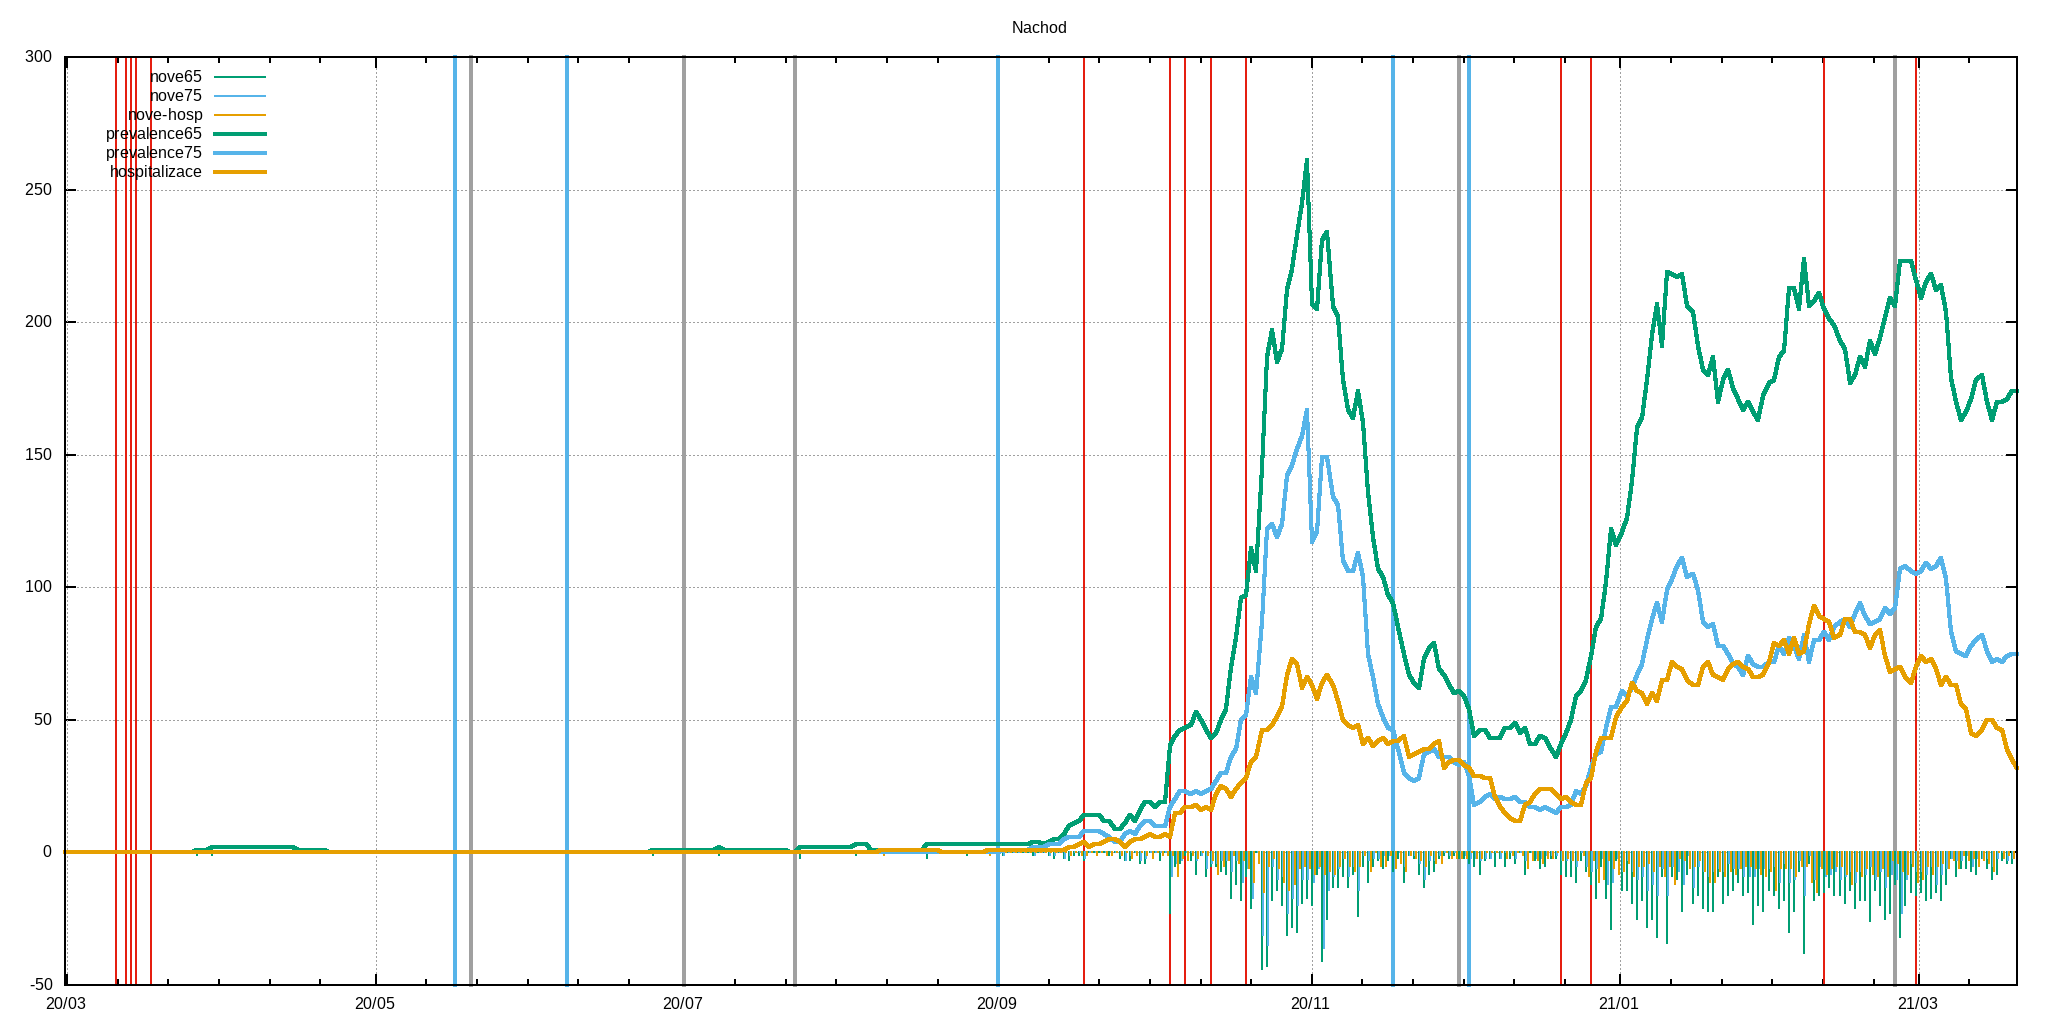 Nachod
300
nove65
nove75
nove-hosp
prevalence65
prevalence75
hospitalizace
250
200
150
100
50
0
-50
20/03 20/05 20/07 20/09 20/11 21/01 21/03